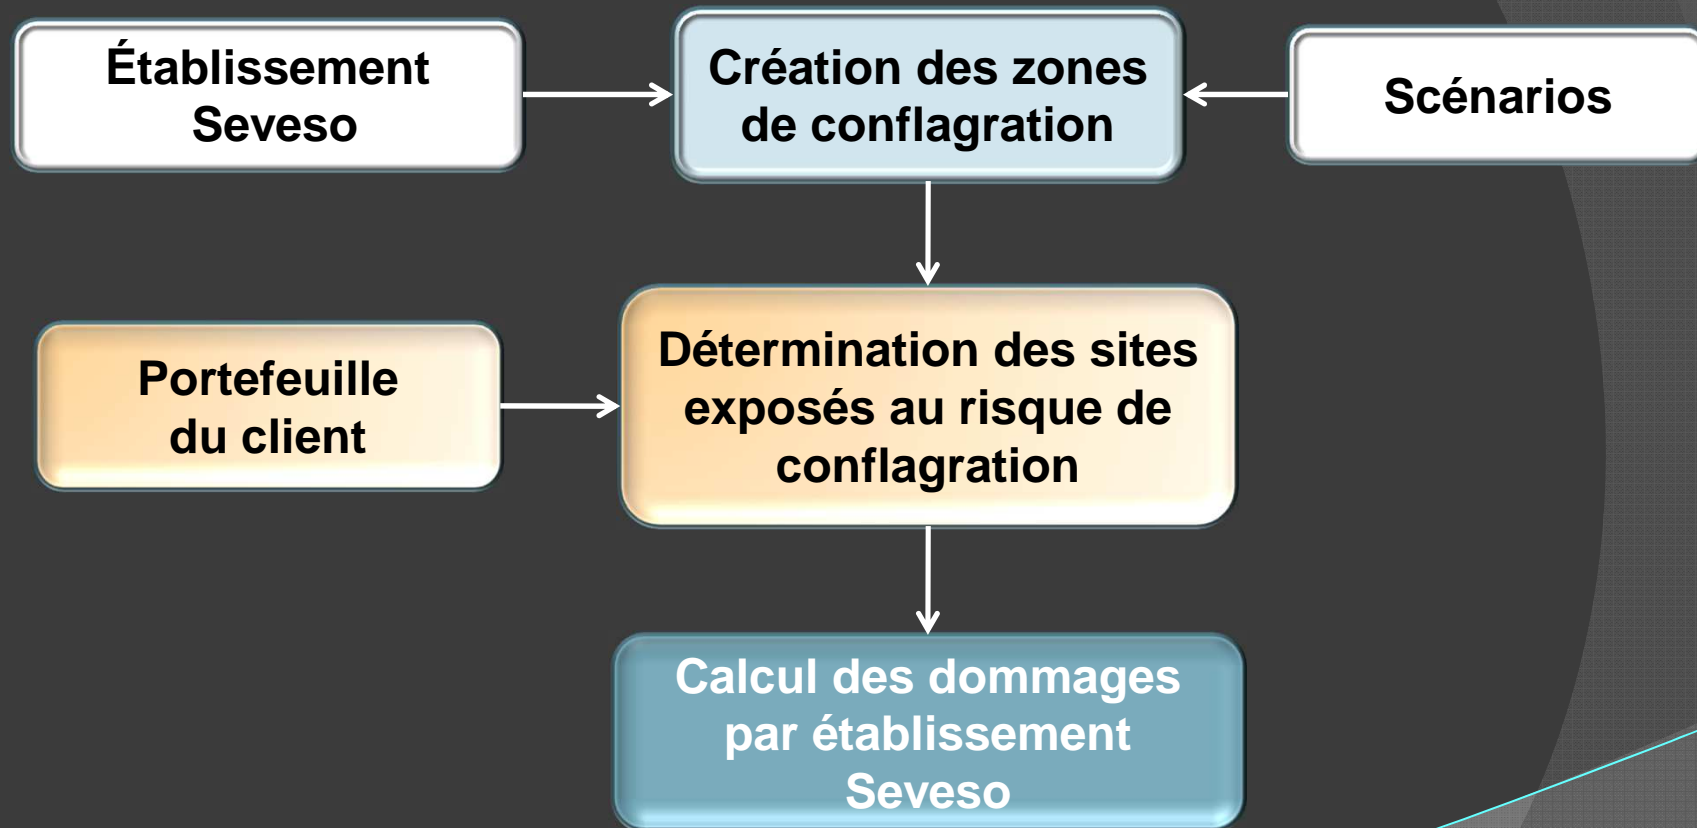 Établissement
Seveso
Création des zones
de conflagration
Scénarios
Portefeuille
du client
Détermination des sites
exposés au risque de
conflagration
Calcul des dommages
par établissement
Seveso